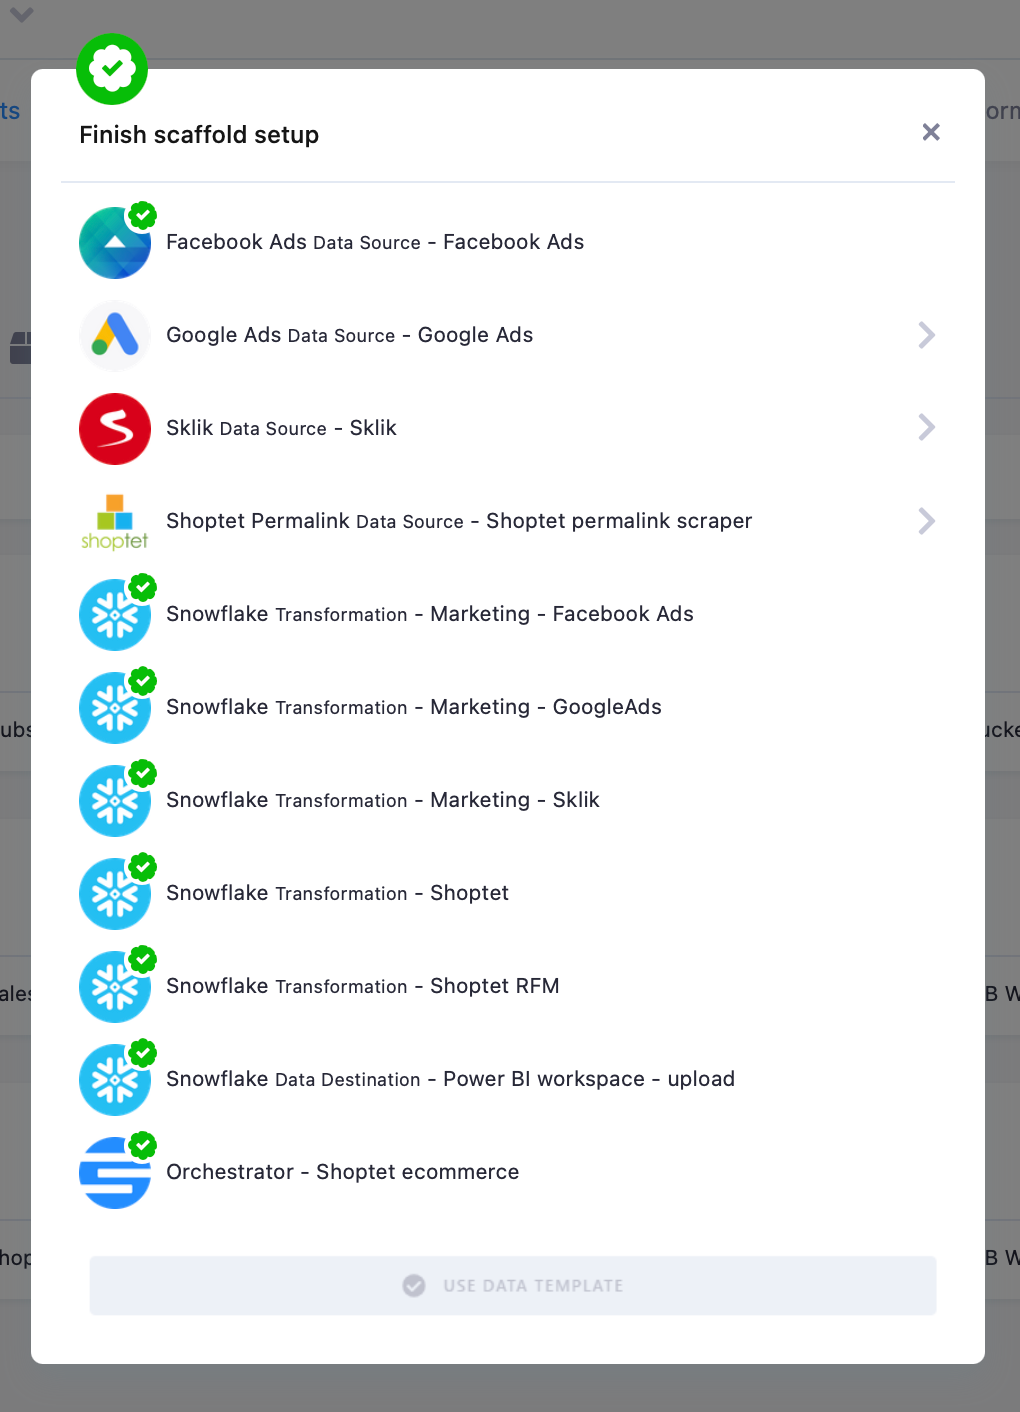 ts
orm
Finish scaffold setup
Facebook Ads Data Source - Facebook Ads
Google Ads Data Source - Google Ads
Sklik Data Source - Sklik
shoptet
Shoptet Permalink Data Source - Shoptet permalink scraper
Snowflake Transformation - Marketing - Facebook Ads
ubs
ucke
Snowflake Transformation - Marketing - GoogleAds
Snowflake Transformation - Marketing - Sklik
Snowflake Transformation - Shoptet
ales
B W
Snowflake Transformation - Shoptet RFM
Snowflake Data Destination - Power BI workspace - upload
Orchestrator - Shoptet ecommerce
hop
B W
USE DATA TEMPLATE